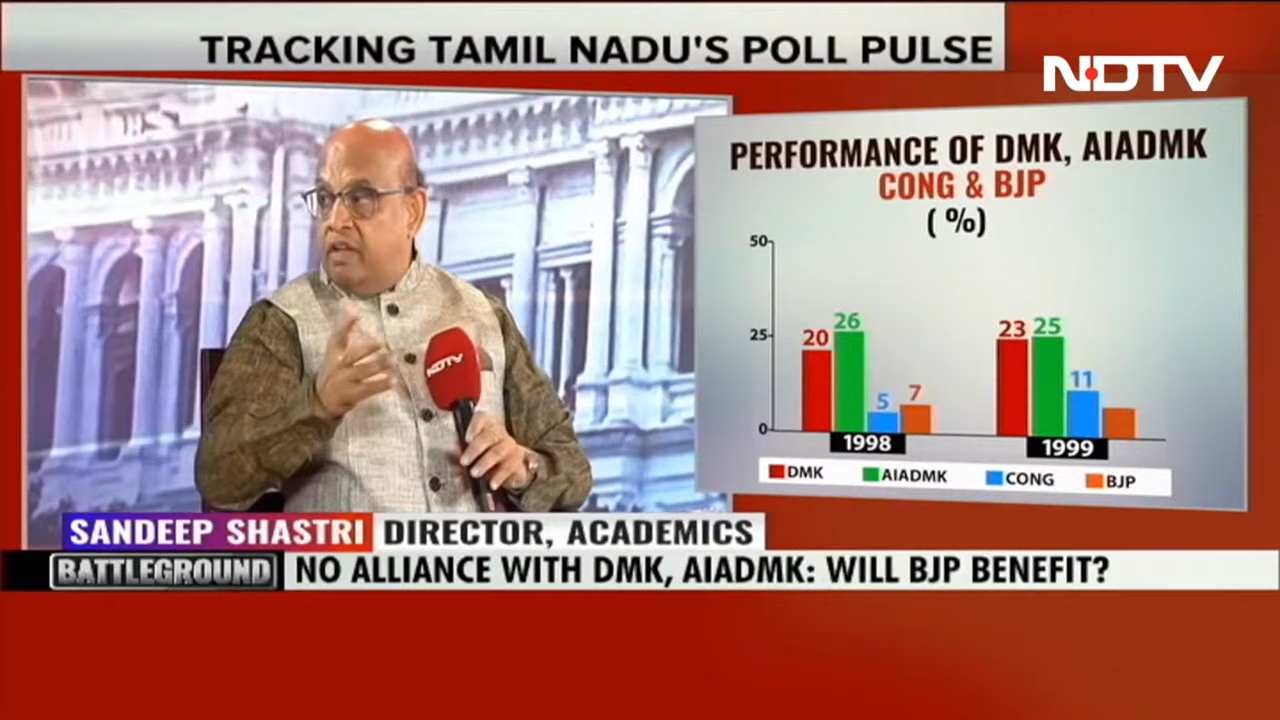 TRACKING TAMIL NADU'S POLL PULSE
NDTV
PERFORMANCE OF DMK, AIADMK
CONG & BJP
( %)
50
25
0
20
26
5
7
23
25
11
1998
1999
DMK
AIADMK
CONG
BJP
NDTV
SANDEEP SHASTRI DIRECTOR, ACADEMICS
BATTLEGROUND NO ALLIANCE WITH DMK, AIADMK: WILL BJP BENEFIT?